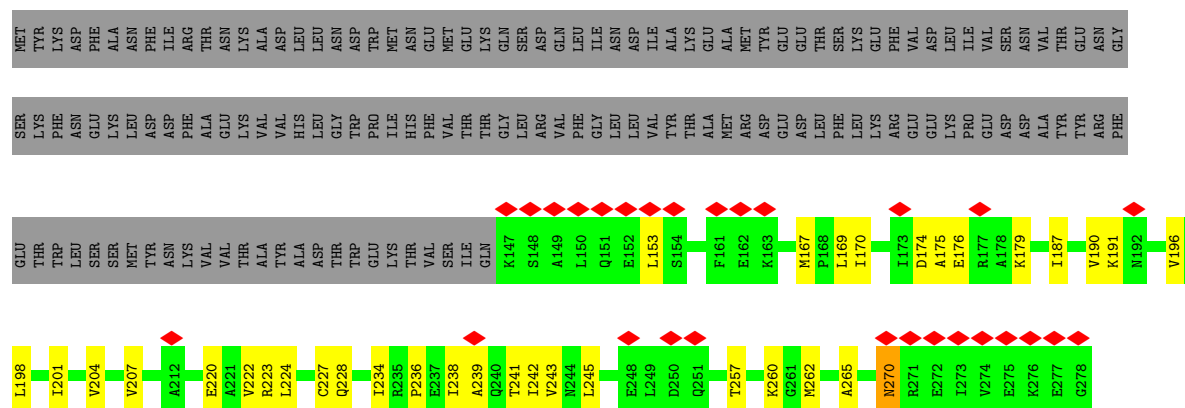 MET TYR LYS ASP PHE ALA ASN PHE ILE ARG THR ASN LYS ALA ASP LEU LEU ASN ASP TRP MET ASN GLU MET GLU LYS GLN SER ASP GLN LEU ILE ASN ASP ILE ALA LYS GLU ALA MET TYR GLU GLU THR SER LYS LEU LYS GLU PHE VAL ASP LEU ILE VAL SER ASN VAL THR GLU ASN GLY
SER LYS PHE ASN GLU LYS LEU ASP ASP PHE ALA GLU LYS VAL VAL HIS LEU GLY TRP PRO ILE HIS PHE VAL THR THR GLY LEU ARG VAL PHE GLY LEU LEU VAL TYR THR ALA MET ARG ASP GLU ASP LEU PHE LEU LYS ARG GLU GLU LYS PRO GLU ASP ASP ALA TYR TYR ARG PHE
GLU THR TRP LEU SER SER MET TYR ASN LYS VAL VAL THR ALA TYR ALA ASP THR TRP GLU LYS THR VAL SER ILE GLN K147 S148 A149 L150 Q151 E152 L153 S154 F161 E162 K163 M167 P168 L169 I170 I173 D174 A175 E176 R177 A178 K179 I187 V190 K191 N192 V196
L198 I201 V204 V207 A212 E220 A221 V222 R223 L224 C227 Q228 I234 R235 P236 E237 I238 A239 Q240 T241 I242 V243 N244 L245 E248 L249 D250 Q251 T257 K260 G261 M262 A265 N270 R271 E272 I273 V274 E275 K276 E277 G278